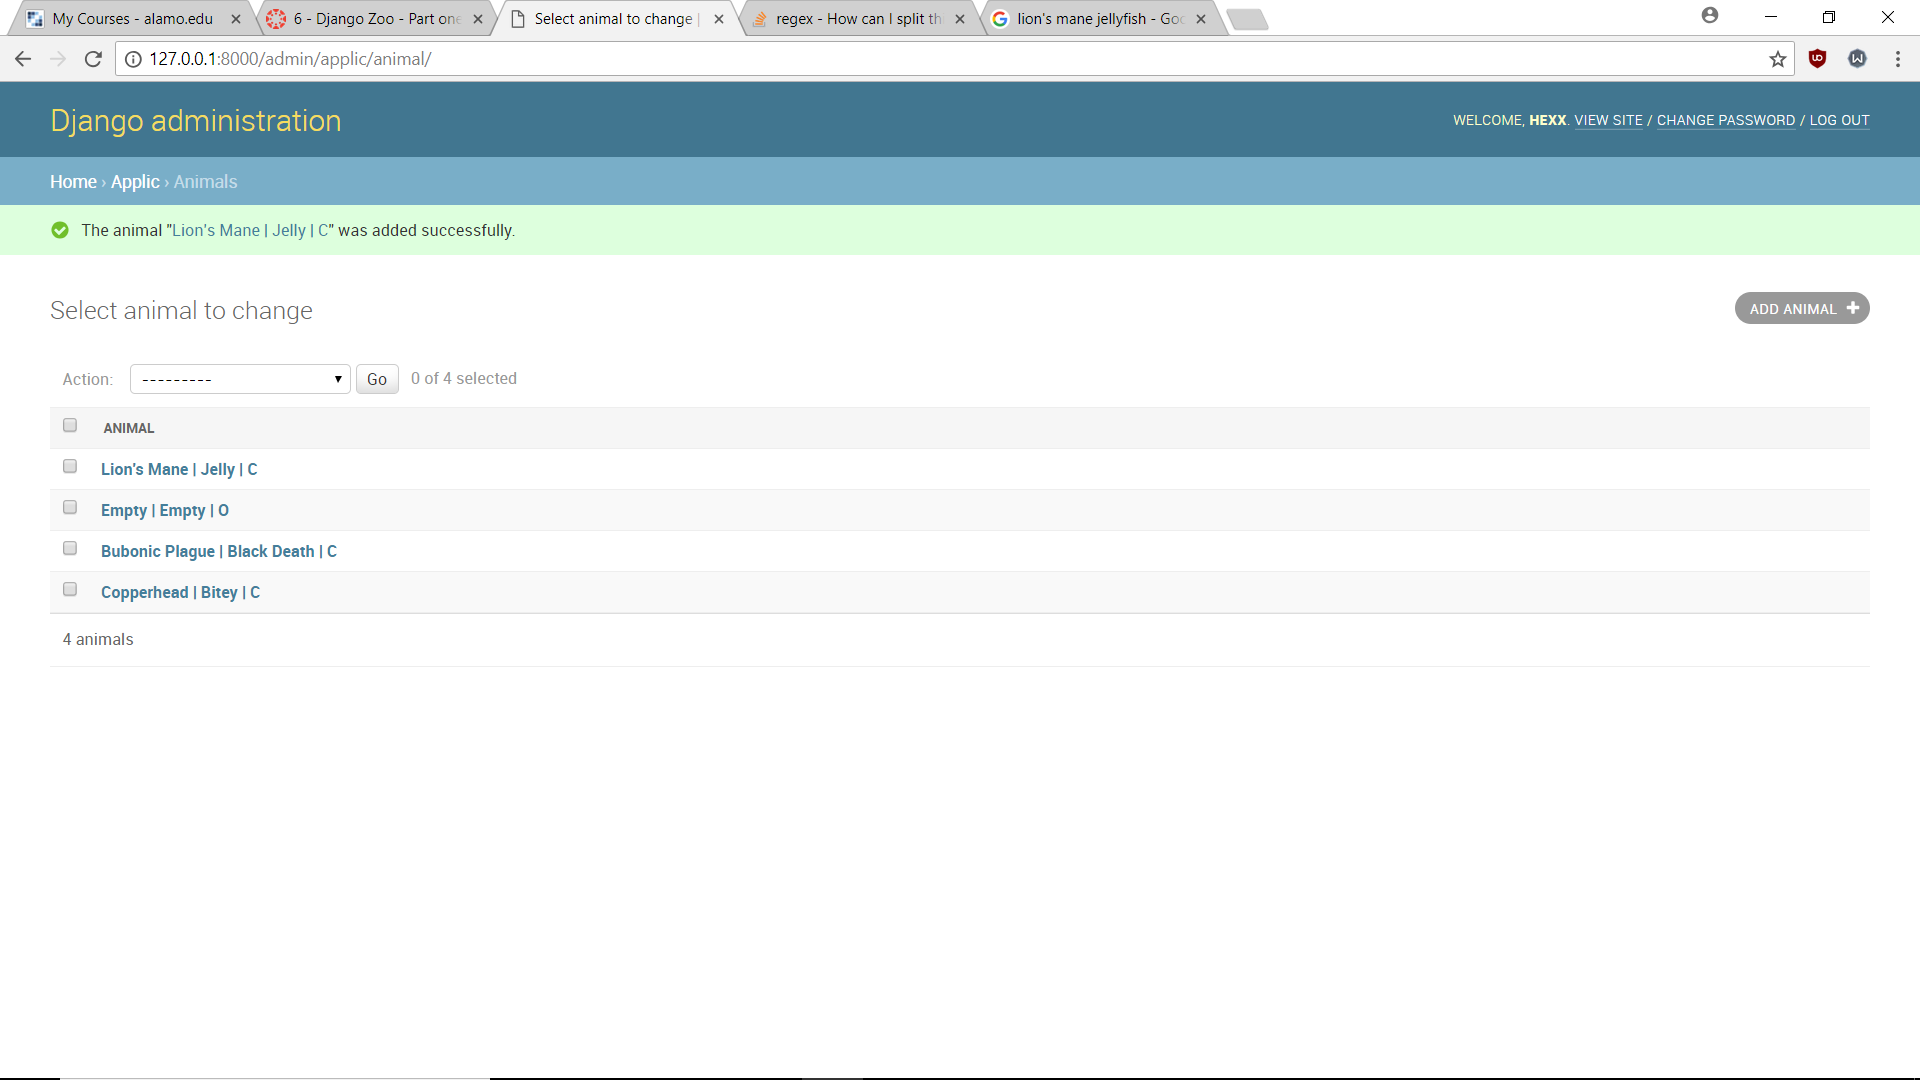 My Courses - alamo.edu
6 - Django Zoo - Part one
Select animal to change |
regex - How can I split th
lion's mane jellyfish - Goo
127.0.0.1:8000/admin/applic/animal/
Django administration
WELCOME, HEXX. VIEW SITE / CHANGE PASSWORD / LOG OUT
Home › Applic › Animals
The animal "Lion's Mane | Jelly | C" was added successfully.
Select animal to change
ADD ANIMAL
Action:
---------
Go
0 of 4 selected
ANIMAL
Lion's Mane | Jelly | C
Empty | Empty | O
Bubonic Plague | Black Death | C
Copperhead | Bitey | C
4 animals